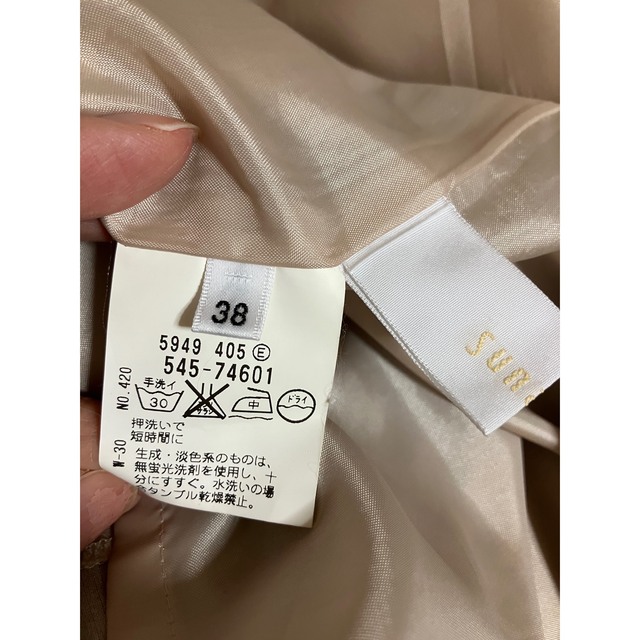 38
5949 405 E
545-74601
手洗イ
30
中
ドライ
押洗いで
短時間に
生成・淡色系のものは、
無蛍光洗剤を使用し、十
分にすすぐ。水洗いの場
合タンブル乾燥禁止。
W-30 NO.420